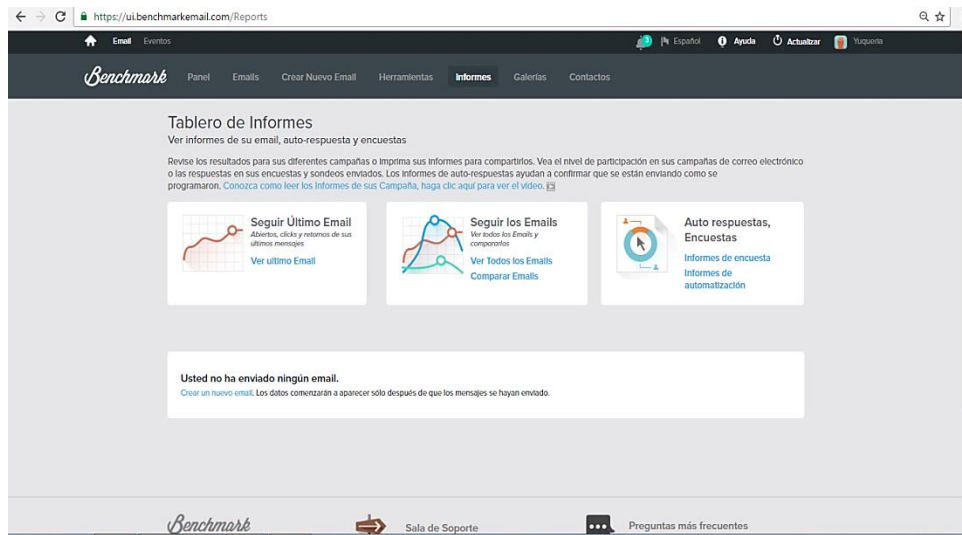 https://ui.benchmarkemail.com/Reports
Email Eventos 3 Español Ayuda Actualizar Yuqueria
Benchmark Panel Emails Crear Nuevo Email Herramientas Informes Galerías Contactos
Tablero de Informes
Ver informes de su email, auto-respuesta y encuestas
Revise los resultados para sus diferentes campañas o imprima sus informes para compartirlos. Vea el nivel de participación en sus campañas de correo electrónico
o las respuestas en sus encuestas y sondeos enviados. Los informes de auto-respuestas ayudan a confirmar que se están enviando como se
programaron. Conozca como leer los Informes de sus Campaña, haga clic aquí para ver el video.
Seguir Último Email
Abiertos, clicks y retornos de sus
últimos mensajes
Ver ultimo Email
Seguir los Emails
Ver todos los Emails y
compararlos
Ver Todos los Emails
Comparar Emails
Auto respuestas,
Encuestas
Informes de encuesta
Informes de
automatización
Usted no ha enviado ningún email.
Crear un nuevo email. Los datos comenzarán a aparecer sólo después de que los mensajes se hayan enviado.
Benchmark Sala de Soporte Preguntas más frecuentes